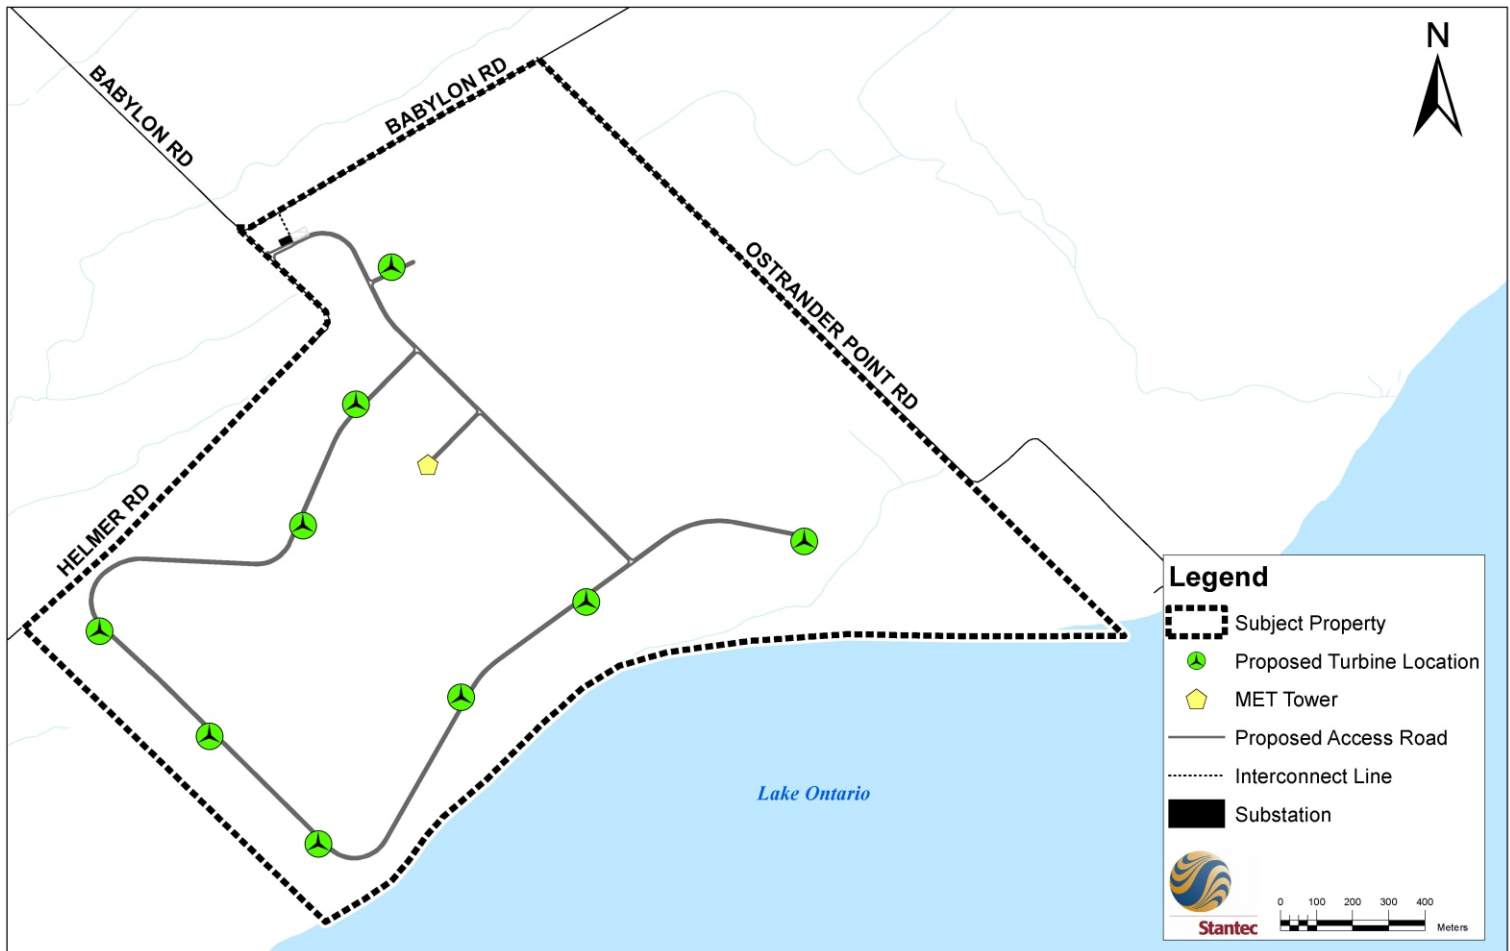 N
BABYLON RD
BABYLON RD
OSTRANDER POINT RD
HELMER RD
Lake Ontario
Legend
Subject Property
Proposed Turbine Location
MET Tower
Proposed Access Road
Interconnect Line
Substation
Stantec
0 100 200 300 400
Meters